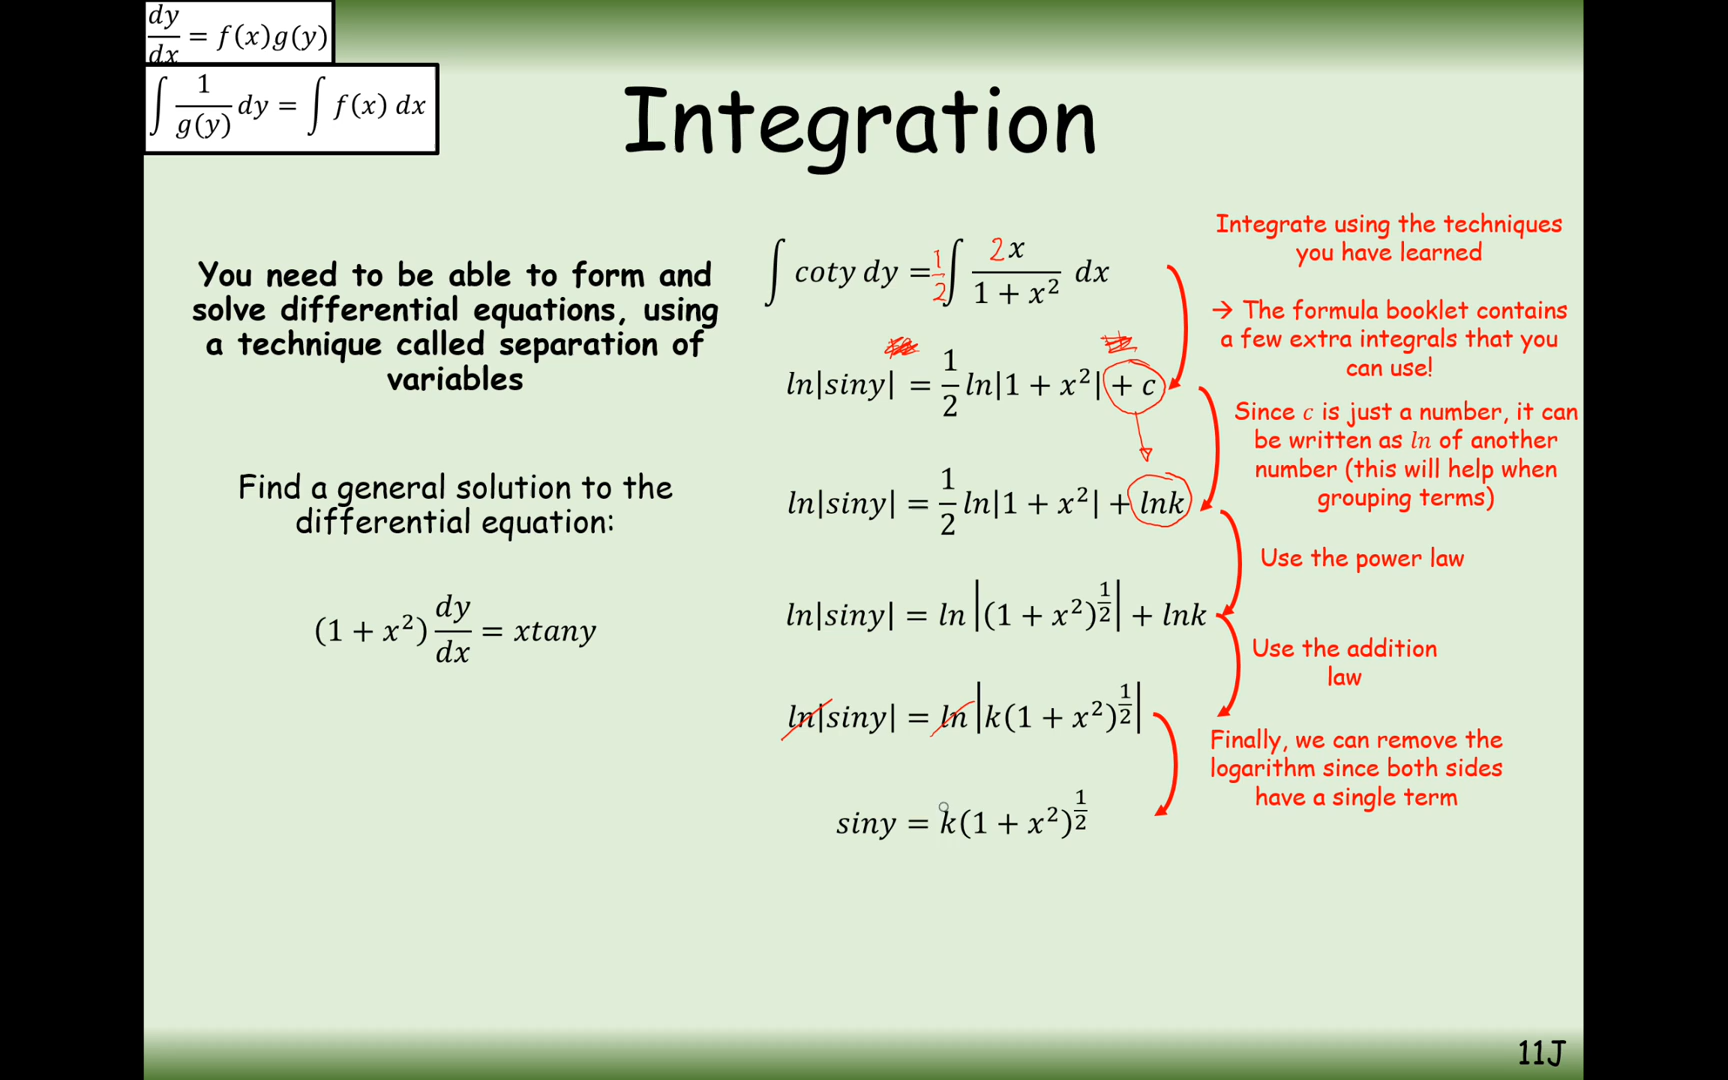 dy/dx = f(x)g(y)
∫ 1/g(y) dy = ∫ f(x) dx
Integration
You need to be able to form and
solve differential equations, using
a technique called separation of
variables
Find a general solution to the
differential equation:
(1 + x²) dy/dx = xtany
∫ coty dy = 1/2 ∫ 2x/(1 + x²) dx
ln|siny| = 1/2 ln|1 + x²| + c
ln|siny| = 1/2 ln|1 + x²| + lnk
ln|siny| = ln|(1 + x²)^(1/2)| + lnk
ln|siny| = ln|k(1 + x²)^(1/2)|
siny = k(1 + x²)^(1/2)
Integrate using the techniques
you have learned
→ The formula booklet contains
a few extra integrals that you
can use!
Since c is just a number, it can
be written as ln of another
number (this will help when
grouping terms)
Use the power law
Use the addition
law
Finally, we can remove the
logarithm since both sides
have a single term
11J